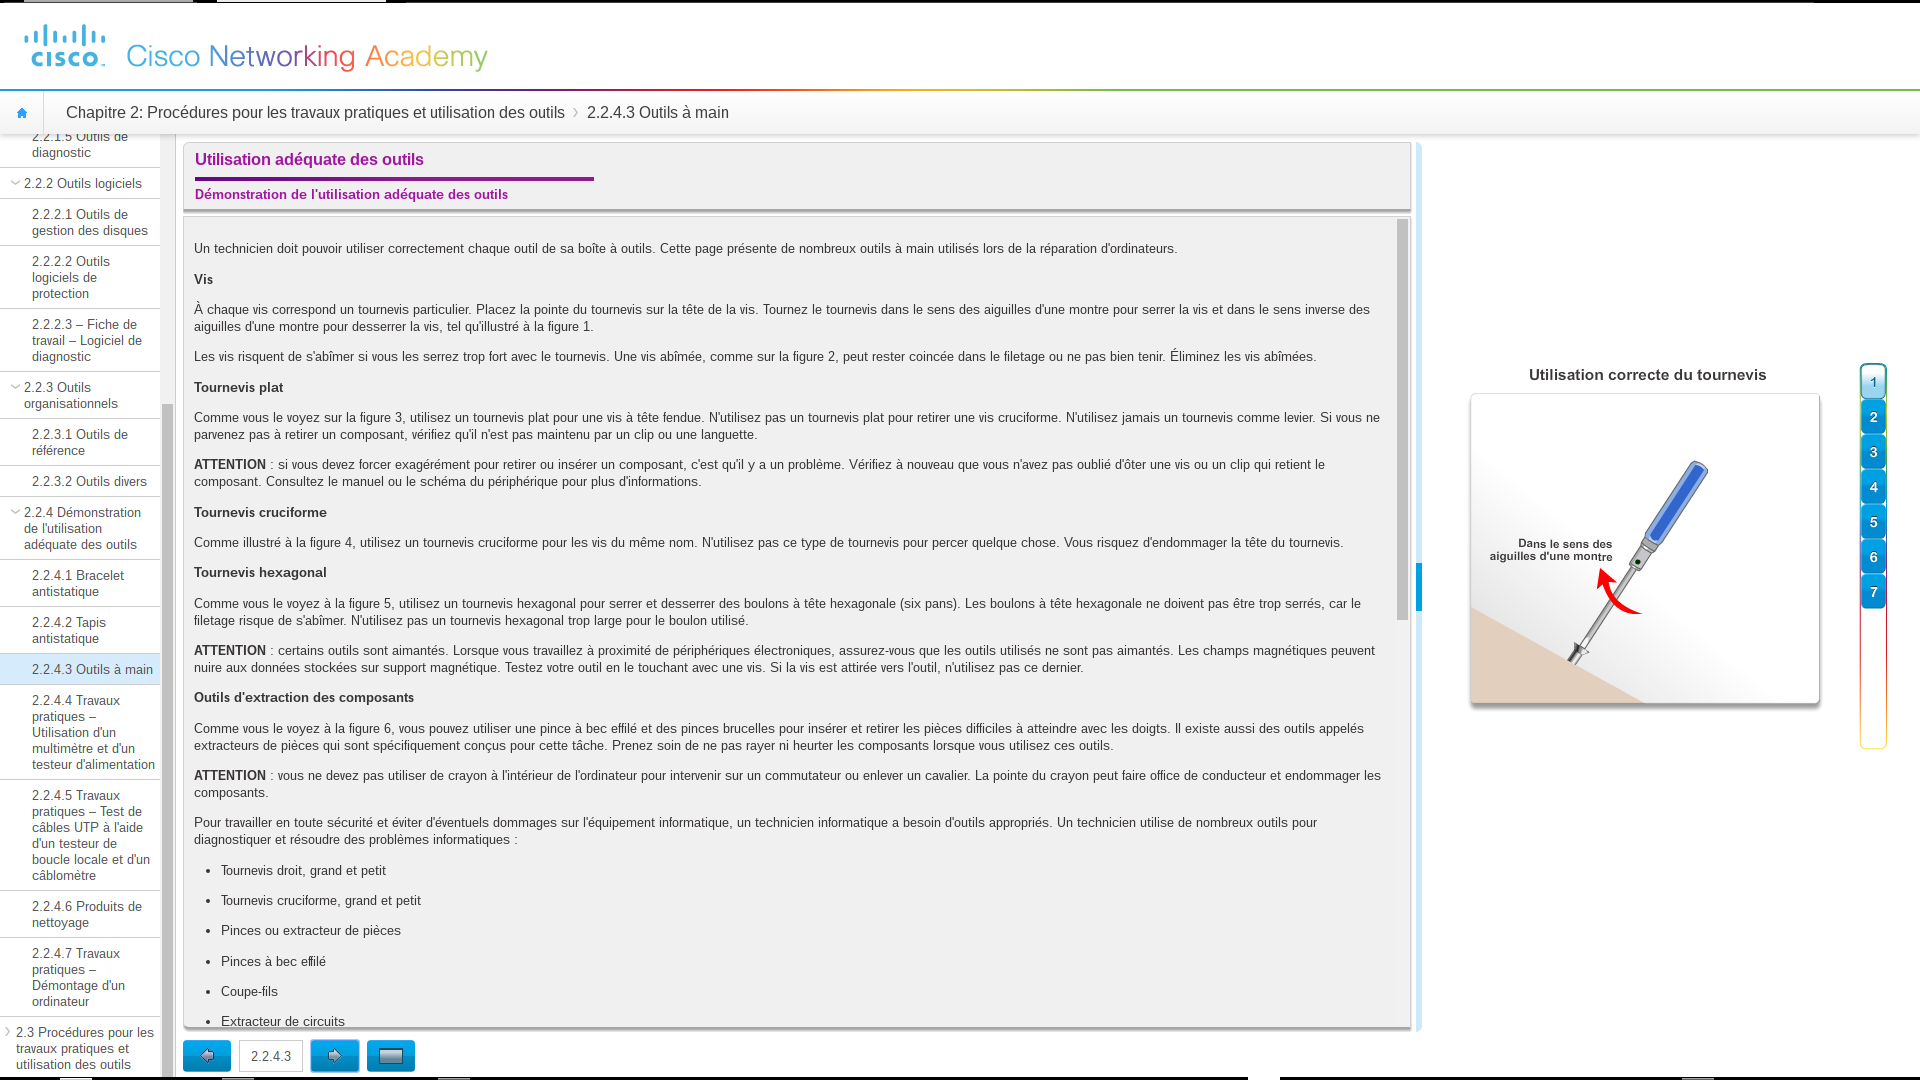 cisco
Cisco Networking Academy
Chapitre 2: Procédures pour les travaux pratiques et utilisation des outils
2.2.4.3 Outils à main
2.2.1.5 Outils de
diagnostic
2.2.2 Outils logiciels
2.2.2.1 Outils de
gestion des disques
2.2.2.2 Outils
logiciels de
protection
2.2.2.3 – Fiche de
travail – Logiciel de
diagnostic
2.2.3 Outils
organisationnels
2.2.3.1 Outils de
référence
2.2.3.2 Outils divers
2.2.4 Démonstration
de l'utilisation
adéquate des outils
2.2.4.1 Bracelet
antistatique
2.2.4.2 Tapis
antistatique
2.2.4.3 Outils à main
2.2.4.4 Travaux
pratiques –
Utilisation d'un
multimètre et d'un
testeur d'alimentation
2.2.4.5 Travaux
pratiques – Test de
câbles UTP à l'aide
d'un testeur de
boucle locale et d'un
câblomètre
2.2.4.6 Produits de
nettoyage
2.2.4.7 Travaux
pratiques –
Démontage d'un
ordinateur
2.3 Procédures pour les
travaux pratiques et
utilisation des outils
Utilisation adéquate des outils
Démonstration de l'utilisation adéquate des outils
Un technicien doit pouvoir utiliser correctement chaque outil de sa boîte à outils. Cette page présente de nombreux outils à main utilisés lors de la réparation d'ordinateurs.
Vis
À chaque vis correspond un tournevis particulier. Placez la pointe du tournevis sur la tête de la vis. Tournez le tournevis dans le sens des aiguilles d'une montre pour serrer la vis et dans le sens inverse des
aiguilles d'une montre pour desserrer la vis, tel qu'illustré à la figure 1.
Les vis risquent de s'abîmer si vous les serrez trop fort avec le tournevis. Une vis abîmée, comme sur la figure 2, peut rester coincée dans le filetage ou ne pas bien tenir. Éliminez les vis abîmées.
Tournevis plat
Comme vous le voyez sur la figure 3, utilisez un tournevis plat pour une vis à tête fendue. N'utilisez pas un tournevis plat pour retirer une vis cruciforme. N'utilisez jamais un tournevis comme levier. Si vous ne
parvenez pas à retirer un composant, vérifiez qu'il n'est pas maintenu par un clip ou une languette.
ATTENTION : si vous devez forcer exagérément pour retirer ou insérer un composant, c'est qu'il y a un problème. Vérifiez à nouveau que vous n'avez pas oublié d'ôter une vis ou un clip qui retient le
composant. Consultez le manuel ou le schéma du périphérique pour plus d'informations.
Tournevis cruciforme
Comme illustré à la figure 4, utilisez un tournevis cruciforme pour les vis du même nom. N'utilisez pas ce type de tournevis pour percer quelque chose. Vous risquez d'endommager la tête du tournevis.
Tournevis hexagonal
Comme vous le voyez à la figure 5, utilisez un tournevis hexagonal pour serrer et desserrer des boulons à tête hexagonale (six pans). Les boulons à tête hexagonale ne doivent pas être trop serrés, car le
filetage risque de s'abîmer. N'utilisez pas un tournevis hexagonal trop large pour le boulon utilisé.
ATTENTION : certains outils sont aimantés. Lorsque vous travaillez à proximité de périphériques électroniques, assurez-vous que les outils utilisés ne sont pas aimantés. Les champs magnétiques peuvent
nuire aux données stockées sur support magnétique. Testez votre outil en le touchant avec une vis. Si la vis est attirée vers l'outil, n'utilisez pas ce dernier.
Outils d'extraction des composants
Comme vous le voyez à la figure 6, vous pouvez utiliser une pince à bec effilé et des pinces brucelles pour insérer et retirer les pièces difficiles à atteindre avec les doigts. Il existe aussi des outils appelés
extracteurs de pièces qui sont spécifiquement conçus pour cette tâche. Prenez soin de ne pas rayer ni heurter les composants lorsque vous utilisez ces outils.
ATTENTION : vous ne devez pas utiliser de crayon à l'intérieur de l'ordinateur pour intervenir sur un commutateur ou enlever un cavalier. La pointe du crayon peut faire office de conducteur et endommager les
composants.
Pour travailler en toute sécurité et éviter d'éventuels dommages sur l'équipement informatique, un technicien informatique a besoin d'outils appropriés. Un technicien utilise de nombreux outils pour
diagnostiquer et résoudre des problèmes informatiques :
• Tournevis droit, grand et petit
• Tournevis cruciforme, grand et petit
• Pinces ou extracteur de pièces
• Pinces à bec effilé
• Coupe-fils
• Extracteur de circuits
2.2.4.3
Utilisation correcte du tournevis
Dans le sens des
aiguilles d'une montre
1
2
3
4
5
6
7